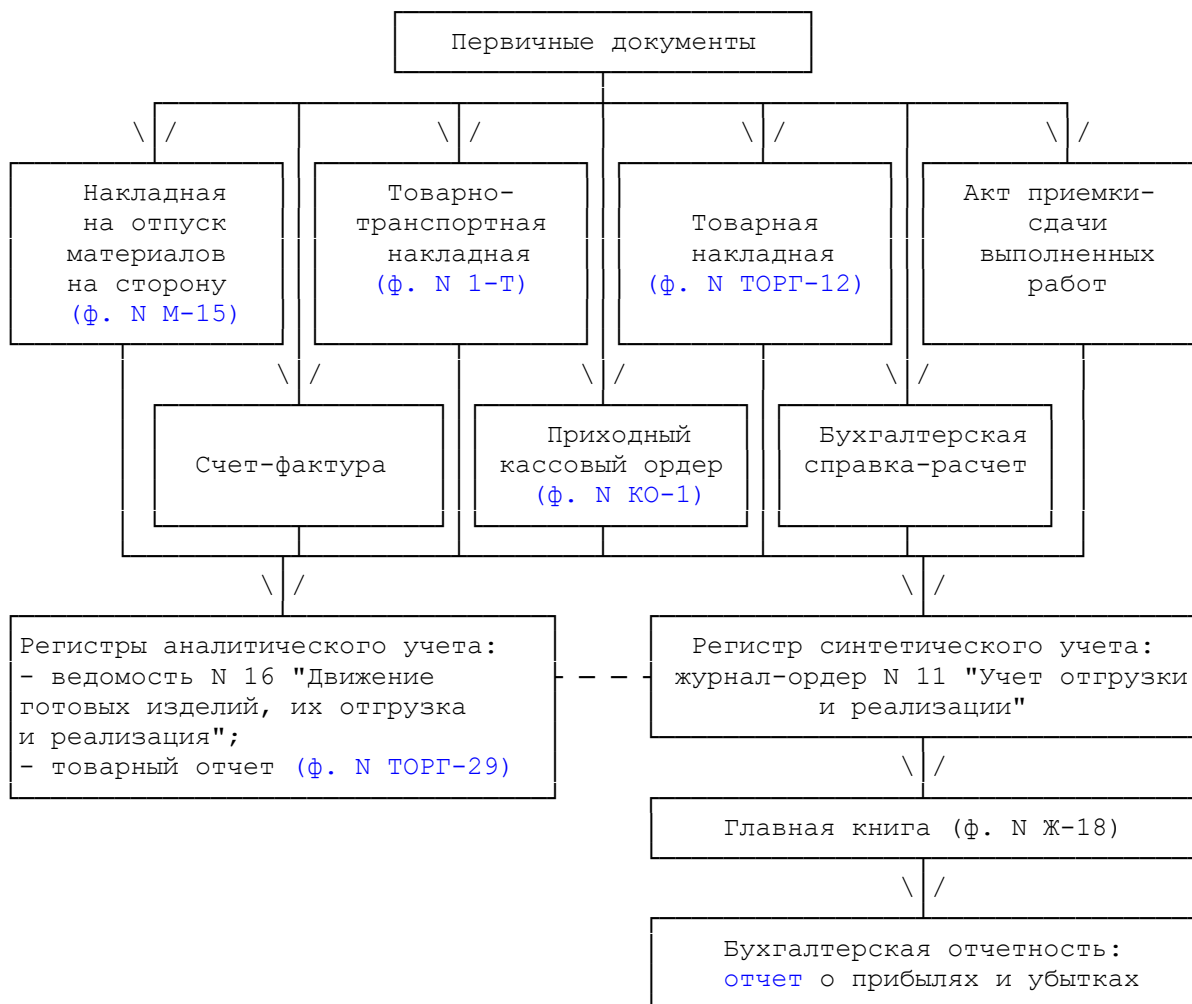 Первичные документы
Накладная
на отпуск
материалов
на сторону
(ф. N М-15)
Товарно-
транспортная
накладная
(ф. N 1-Т)
Товарная
накладная
(ф. N ТОРГ-12)
Акт приемки-
сдачи
выполненных
работ
Счет-фактура
Приходный
кассовый ордер
(ф. N КО-1)
Бухгалтерская
справка-расчет
Регистры аналитического учета:
- ведомость N 16 "Движение
готовых изделий, их отгрузка
и реализация";
- товарный отчет (ф. N ТОРГ-29)
Регистр синтетического учета:
журнал-ордер N 11 "Учет отгрузки
и реализации"
Главная книга (ф. N Ж-18)
Бухгалтерская отчетность:
отчет о прибылях и убытках